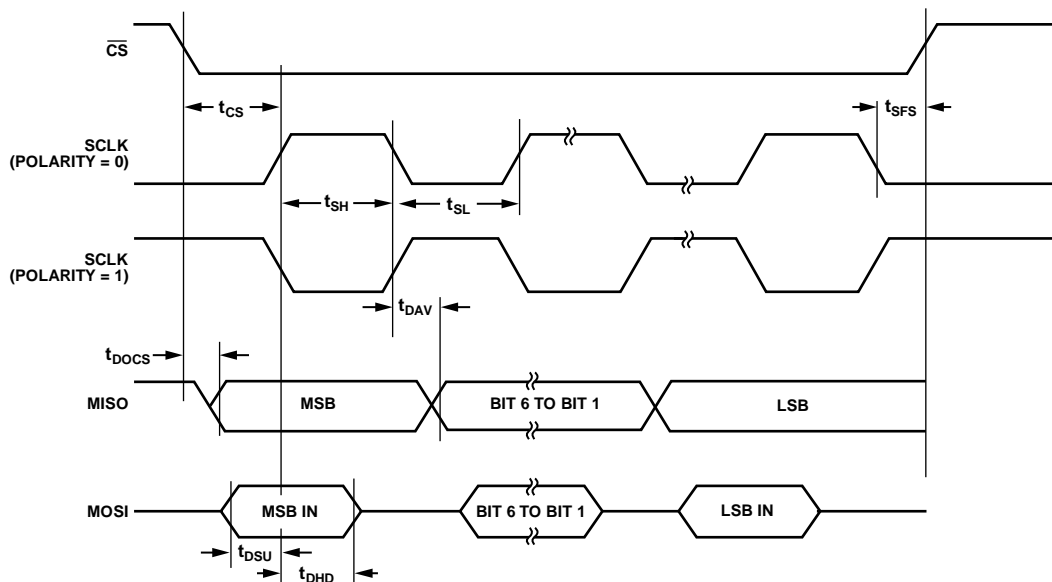 CS
tCS
tSFS
SCLK
(POLARITY = 0)
tSH
tSL
SCLK
(POLARITY = 1)
tDAV
tDOCS
MISO
MSB
BIT 6 TO BIT 1
LSB
MOSI
MSB IN
BIT 6 TO BIT 1
LSB IN
tDSU
tDHD